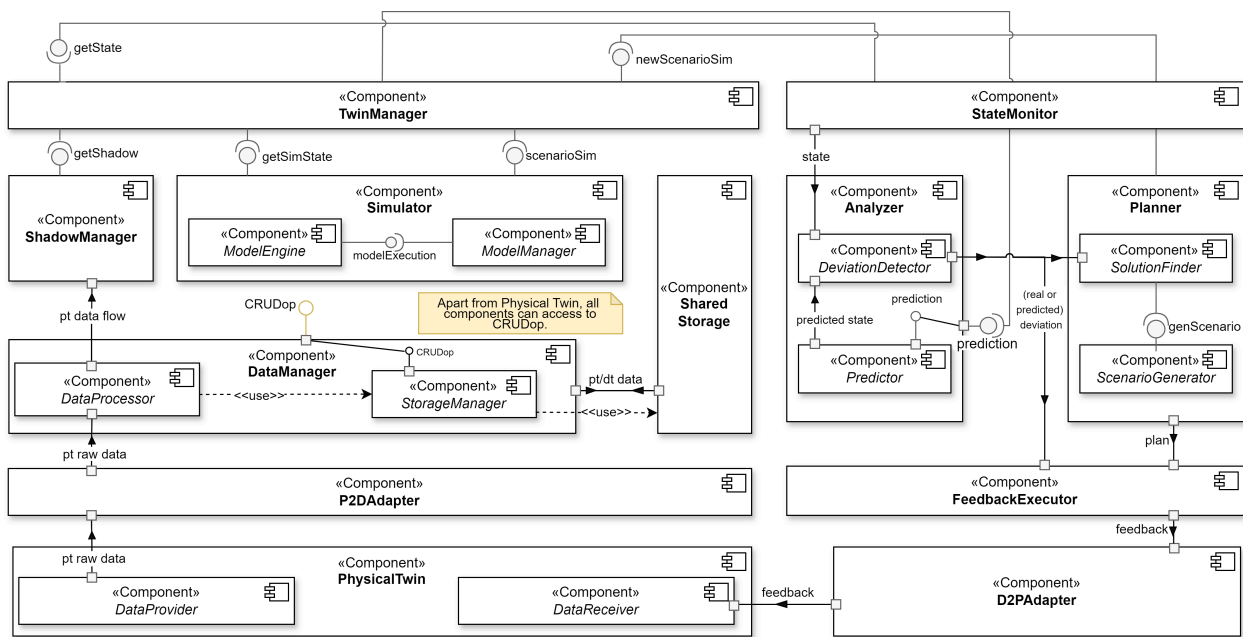 getState
newScenarioSim
«Component»
TwinManager
«Component»
StateMonitor
getShadow
getSimState
scenarioSim
state
«Component»
ShadowManager
«Component»
Simulator
«Component»
ModelEngine
modelExecution
«Component»
ModelManager
«Component»
Shared
Storage
«Component»
Analyzer
«Component»
DeviationDetector
predicted state
prediction
prediction
«Component»
Predictor
(real or
predicted)
deviation
«Component»
Planner
«Component»
SolutionFinder
genScenario
«Component»
ScenarioGenerator
pt data flow
CRUDop
Apart from Physical Twin, all
components can access to
CRUDop.
«Component»
DataManager
CRUDop
«Component»
DataProcessor
<<use>>
«Component»
StorageManager
pt/dt data
<<use>>
plan
pt raw data
«Component»
P2DAdapter
«Component»
FeedbackExecutor
pt raw data
feedback
«Component»
PhysicalTwin
«Component»
DataProvider
«Component»
DataReceiver
feedback
«Component»
D2PAdapter